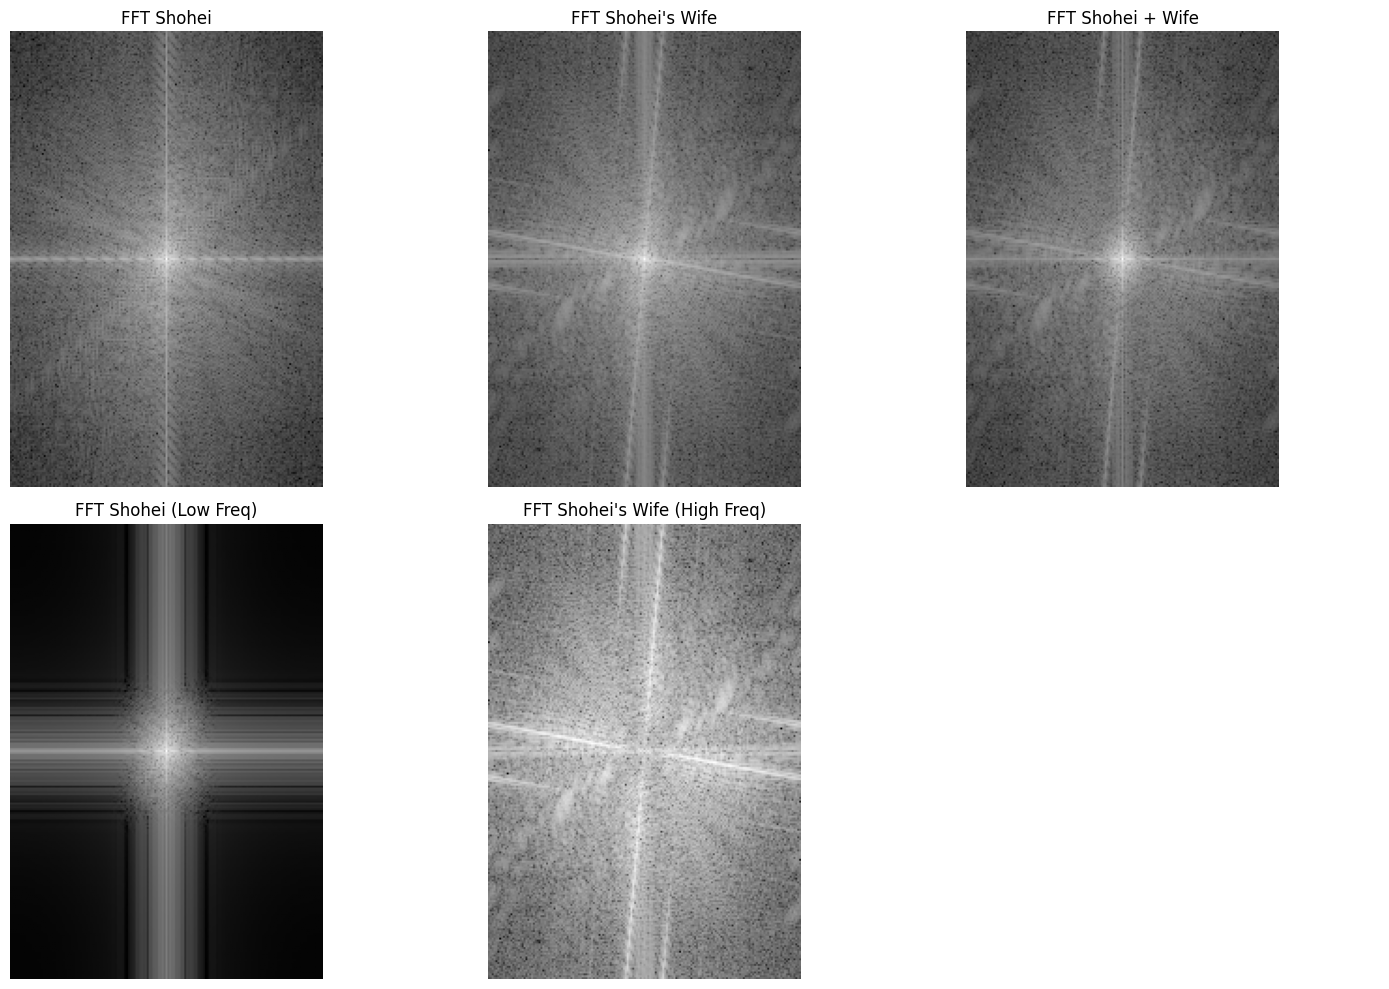 FFT Shohei
FFT Shohei's Wife
FFT Shohei + Wife
FFT Shohei (Low Freq)
FFT Shohei's Wife (High Freq)